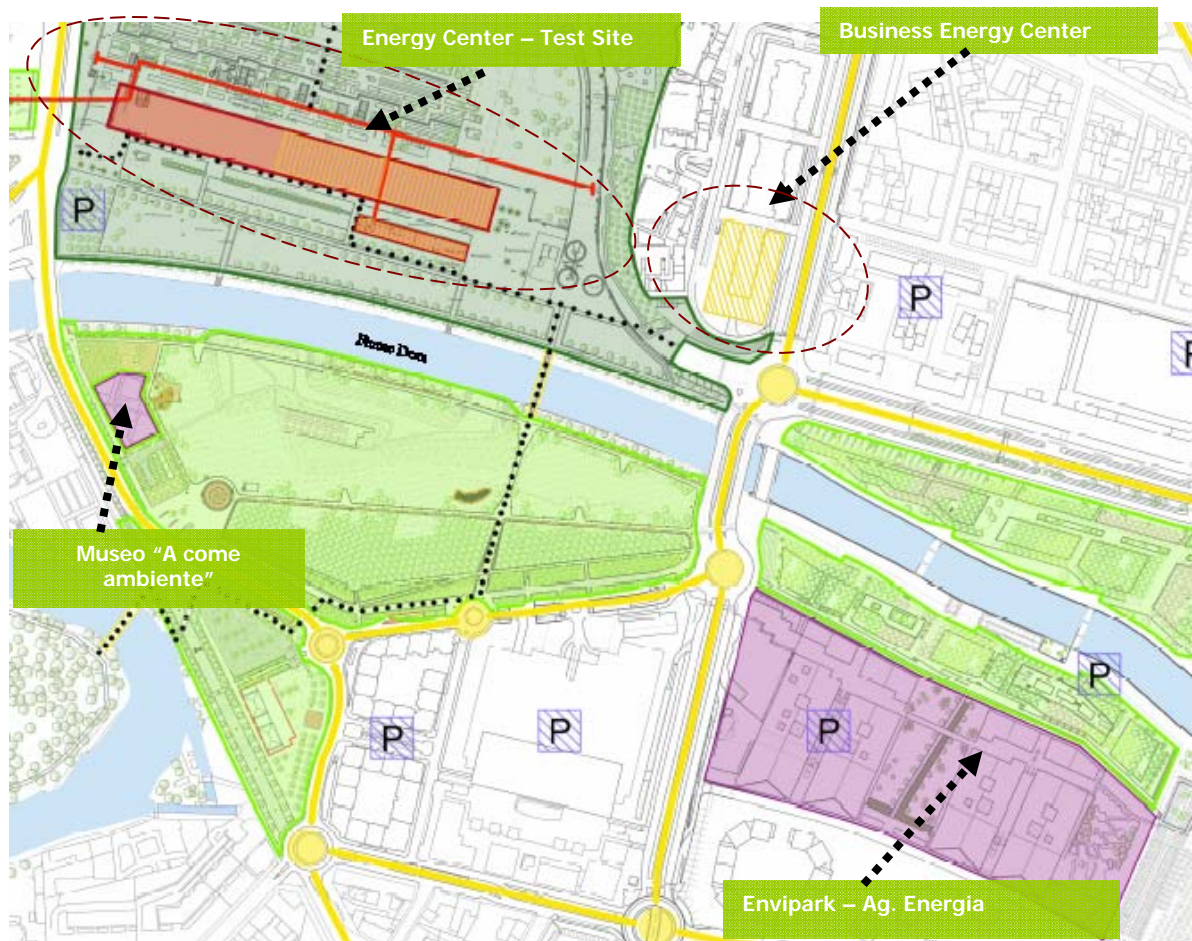 Energy Center – Test Site
Business Energy Center
P
P
Fiume Dora
Museo “A come
ambiente”
P
P
P
P
Envipark – Ag. Energia